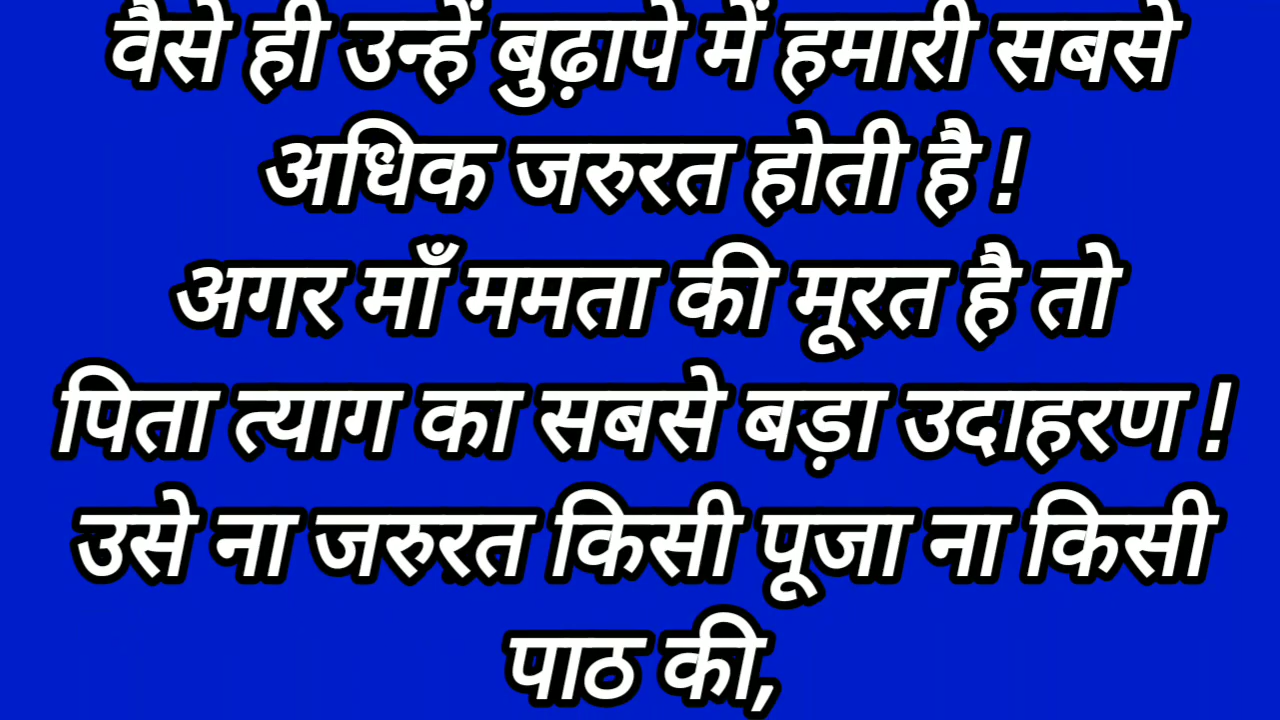 वैसे ही उन्हें बुढ़ापे में हमारी सबसे
अधिक जरुरत होती है !
अगर माँ ममता की मूरत है तो
पिता त्याग का सबसे बड़ा उदाहरण !
उसे ना जरुरत किसी पूजा ना किसी
पाठ की,